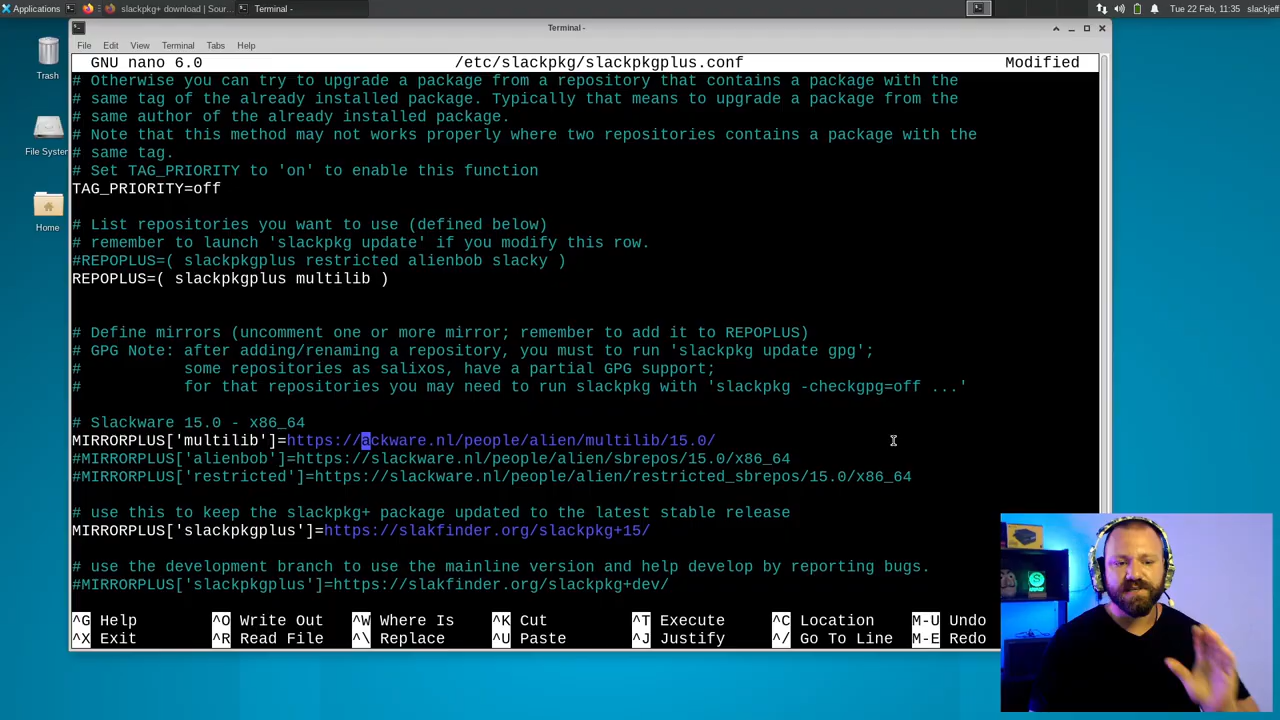 Applications
slackpkg+ download | Sour...
Terminal -
Tue 22 Feb, 11:35
slackjeff
Terminal -
File Edit View Terminal Tabs Help
GNU nano 6.0 /etc/slackpkg/slackpkgplus.conf Modified
# Otherwise you can try to upgrade a package from a repository that contains a package with the
# same tag of the already installed package. Typically that means to upgrade a package from the
# same author of the already installed package.
# Note that this method may not works properly where two repositories contains a package with the
# same tag.
# Set TAG_PRIORITY to 'on' to enable this function
TAG_PRIORITY=off
# List repositories you want to use (defined below)
# remember to launch 'slackpkg update' if you modify this row.
#REPOPLUS=( slackpkgplus restricted alienbob slacky )
REPOPLUS=( slackpkgplus multilib )
# Define mirrors (uncomment one or more mirror; remember to add it to REPOPLUS)
# GPG Note: after adding/renaming a repository, you must to run 'slackpkg update gpg';
# some repositories as salixos, have a partial GPG support;
# for that repositories you may need to run slackpkg with 'slackpkg -checkgpg=off ...'
# Slackware 15.0 - x86_64
MIRRORPLUS['multilib']=https://ackware.nl/people/alien/multilib/15.0/
#MIRRORPLUS['alienbob']=https://slackware.nl/people/alien/sbrepos/15.0/x86_64
#MIRRORPLUS['restricted']=https://slackware.nl/people/alien/restricted_sbrepos/15.0/x86_64
# use this to keep the slackpkg+ package updated to the latest stable release
MIRRORPLUS['slackpkgplus']=https://slakfinder.org/slackpkg+15/
# use the development branch to use the mainline version and help develop by reporting bugs.
#MIRRORPLUS['slackpkgplus']=https://slakfinder.org/slackpkg+dev/
^G Help ^O Write Out ^W Where Is ^K Cut ^T Execute ^C Location M-U Undo
^X Exit ^R Read File ^\ Replace ^U Paste ^J Justify ^/ Go To Line M-E Redo
Trash
File System
Home